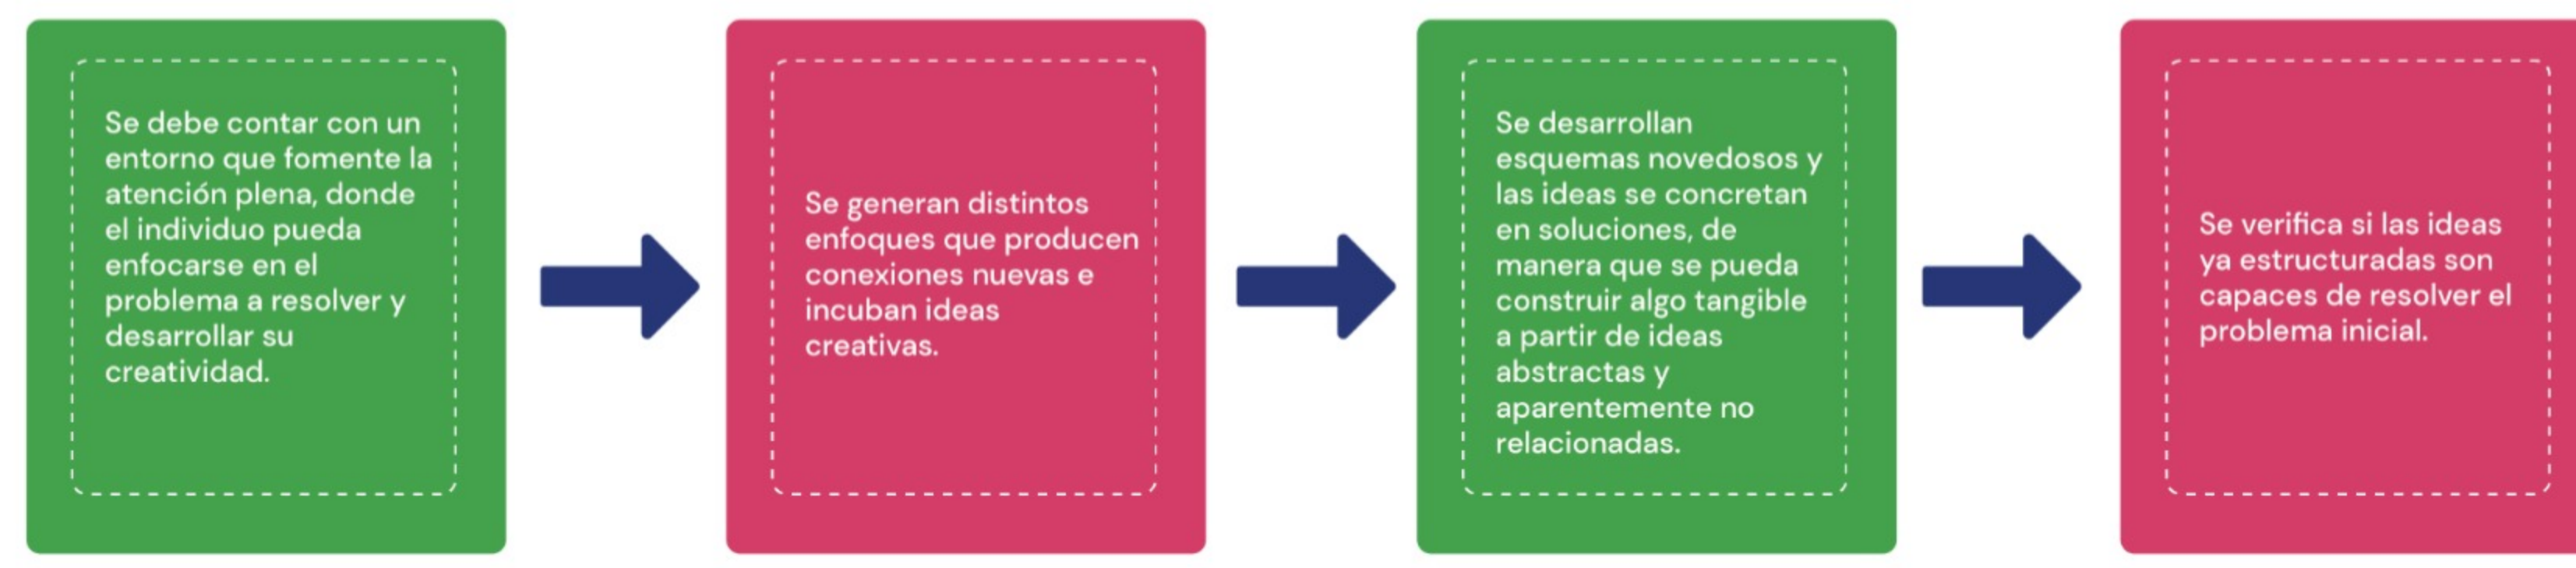 Se debe contar con un
entorno que fomente la
atención plena, donde
el individuo pueda
enfocarse en el
problema a resolver y
desarrollar su
creatividad.
Se generan distintos
enfoques que producen
conexiones nuevas e
incuban ideas
creativas.
Se desarrollan
esquemas novedosos y
las ideas se concretan
en soluciones, de
manera que se pueda
construir algo tangible
a partir de ideas
abstractas y
aparentemente no
relacionadas.
Se verifica si las ideas
ya estructuradas son
capaces de resolver el
problema inicial.